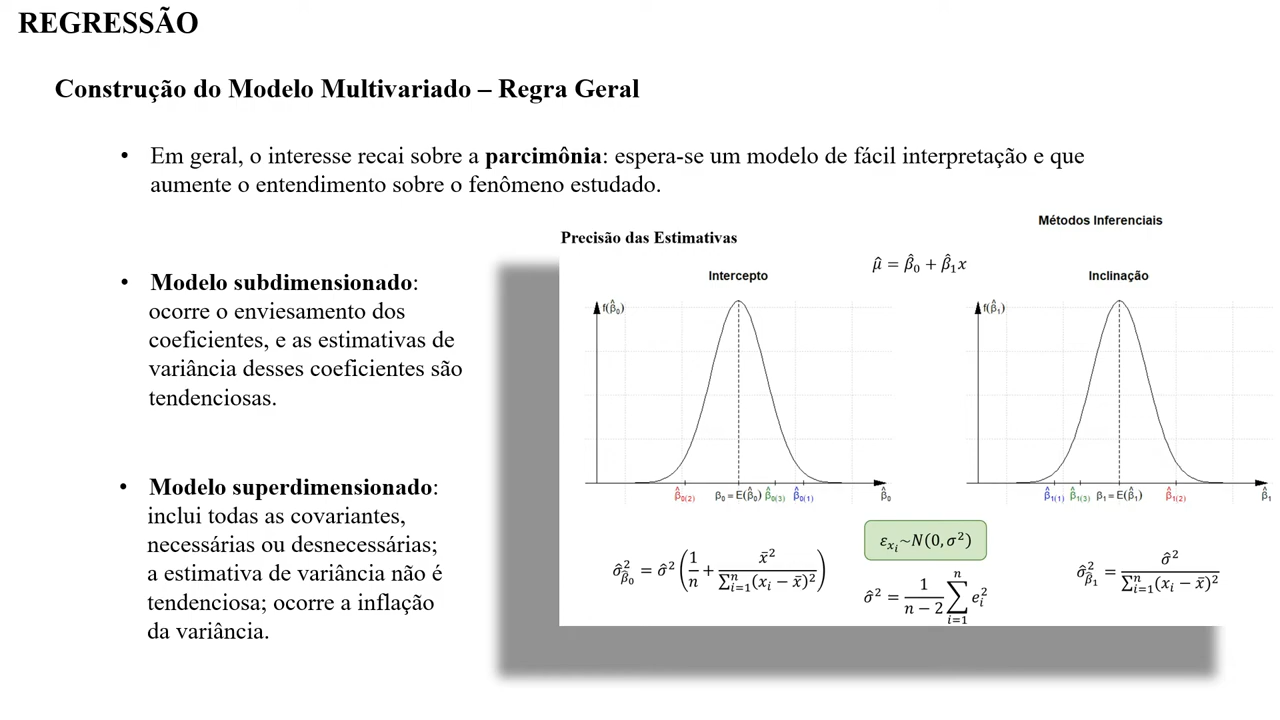 REGRESSÃO
Construção do Modelo Multivariado – Regra Geral
• Em geral, o interesse recai sobre a parcimônia: espera-se um modelo de fácil interpretação e que
aumente o entendimento sobre o fenômeno estudado.
• Modelo subdimensionado:
ocorre o enviesamento dos
coeficientes, e as estimativas de
variância desses coeficientes são
tendenciosas.
• Modelo superdimensionado:
inclui todas as covariantes,
necessárias ou desnecessárias;
a estimativa de variância não é
tendenciosa; ocorre a inflação
da variância.
Métodos Inferenciais
Precisão das Estimativas
μ̂ = β̂₀ + β̂₁x
Intercepto
f(β̂₀)
β̂₀₍₂₎ β₀ = E(β̂₀) β̂₀₍₃₎ β̂₀₍₁₎ β̂₀
Inclinação
f(β̂₁)
β̂₁₍₁₎ β̂₁₍₃₎ β₁ = E(β̂₁) β̂₁₍₂₎ β̂₁
σ̂²_β̂₀ = σ̂² (1/n + x̄²/∑ⁿᵢ₌₁(xᵢ − x̄)²)
ε_xᵢ~N(0, σ²)
σ̂² = 1/(n − 2) ∑ⁿᵢ₌₁ eᵢ²
σ̂²_β̂₁ = σ̂²/∑ⁿᵢ₌₁(xᵢ − x̄)²